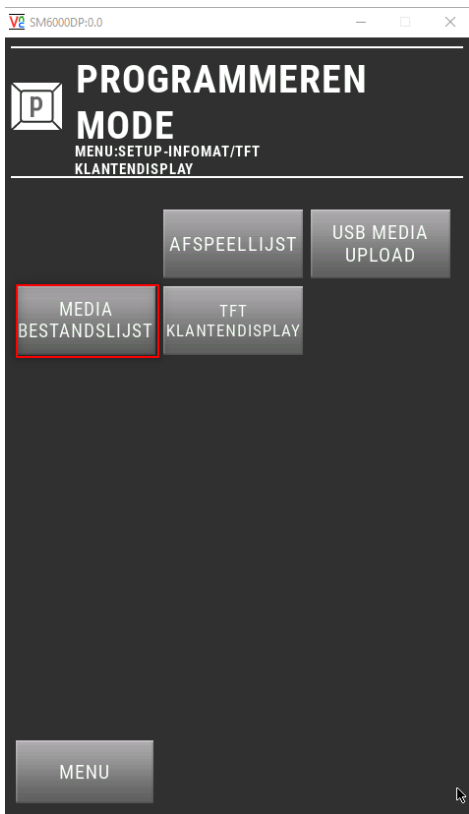 V2 SM6000DP:0.0
P
PROGRAMMEREN
MODE
MENU:SETUP-INFOMAT/TFT
KLANTENDISPLAY
AFSPEELLIJST
USB MEDIA
UPLOAD
MEDIA
BESTANDSLIJST
TFT
KLANTENDISPLAY
MENU